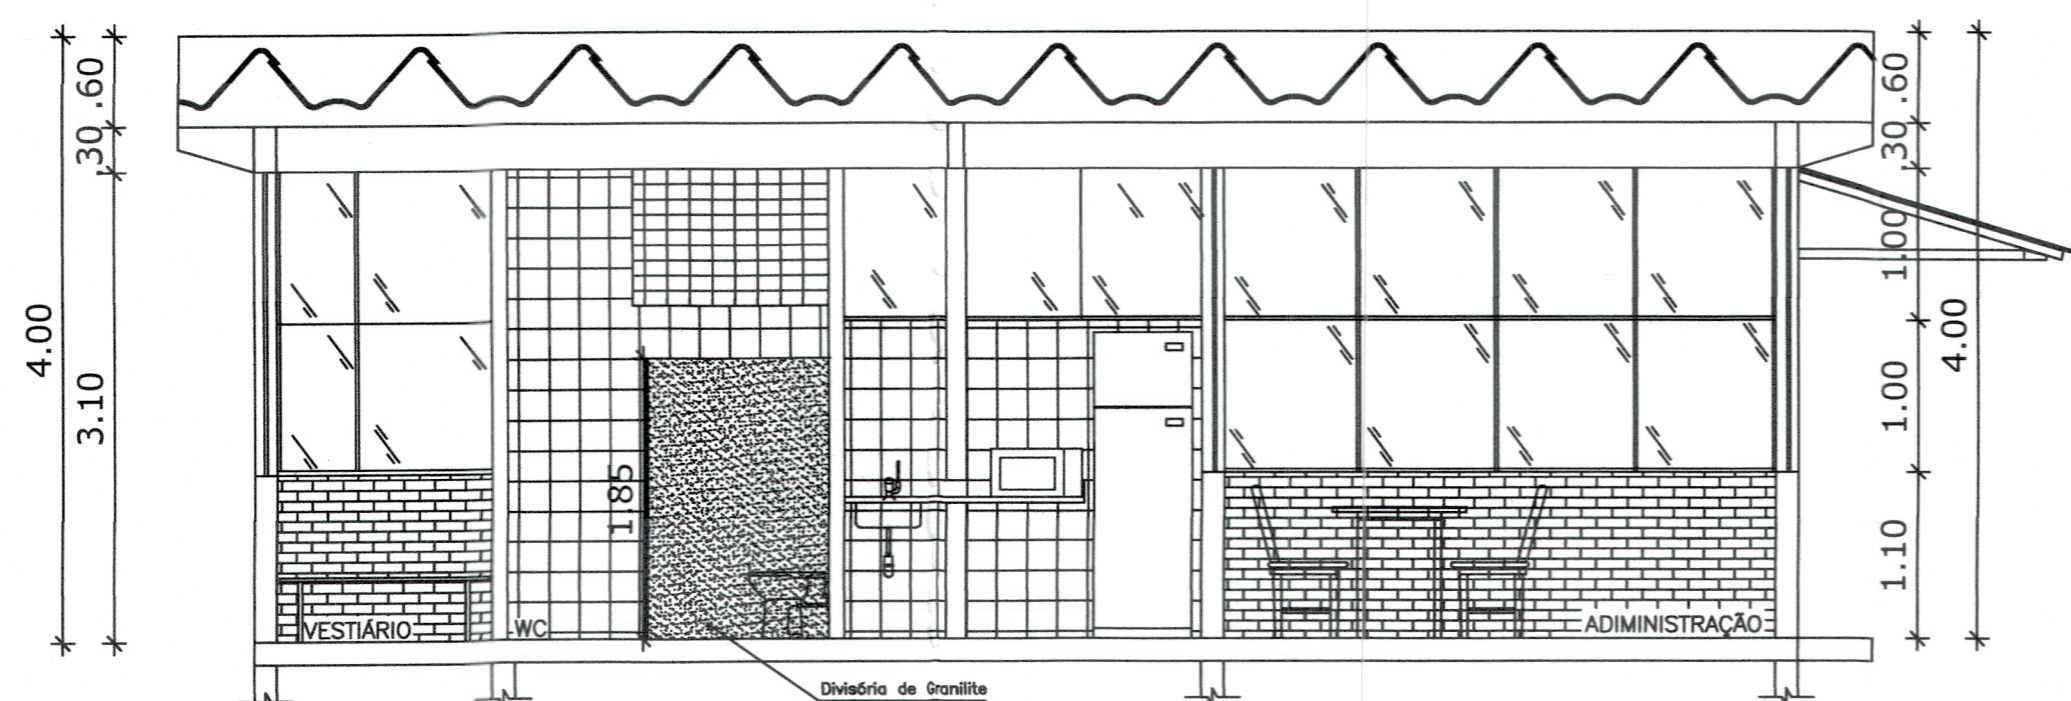 4.00
.60
.30
3.10
1.85
VESTIÁRIO
WC
Divisória de Granilite
ADIMINISTRAÇÃO
.60
.30
1.00
1.00
1.10
4.00